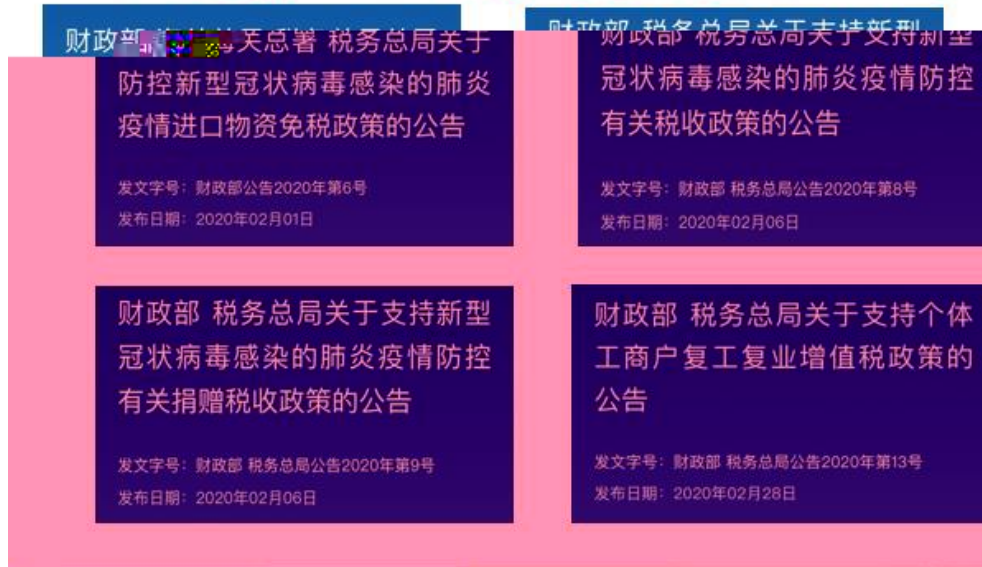 财政部 海关总署 税务总局关于
防控新型冠状病毒感染的肺炎
疫情进口物资免税政策的公告
发文字号：财政部公告2020年第6号
发布日期：2020年02月01日
财政部 税务总局关于支持新型
冠状病毒感染的肺炎疫情防控
有关税收政策的公告
发文字号：财政部 税务总局公告2020年第8号
发布日期：2020年02月06日
财政部 税务总局关于支持新型
冠状病毒感染的肺炎疫情防控
有关捐赠税收政策的公告
发文字号：财政部 税务总局公告2020年第9号
发布日期：2020年02月06日
财政部 税务总局关于支持个体
工商户复工复业增值税政策的
公告
发文字号：财政部 税务总局公告2020年第13号
发布日期：2020年02月28日